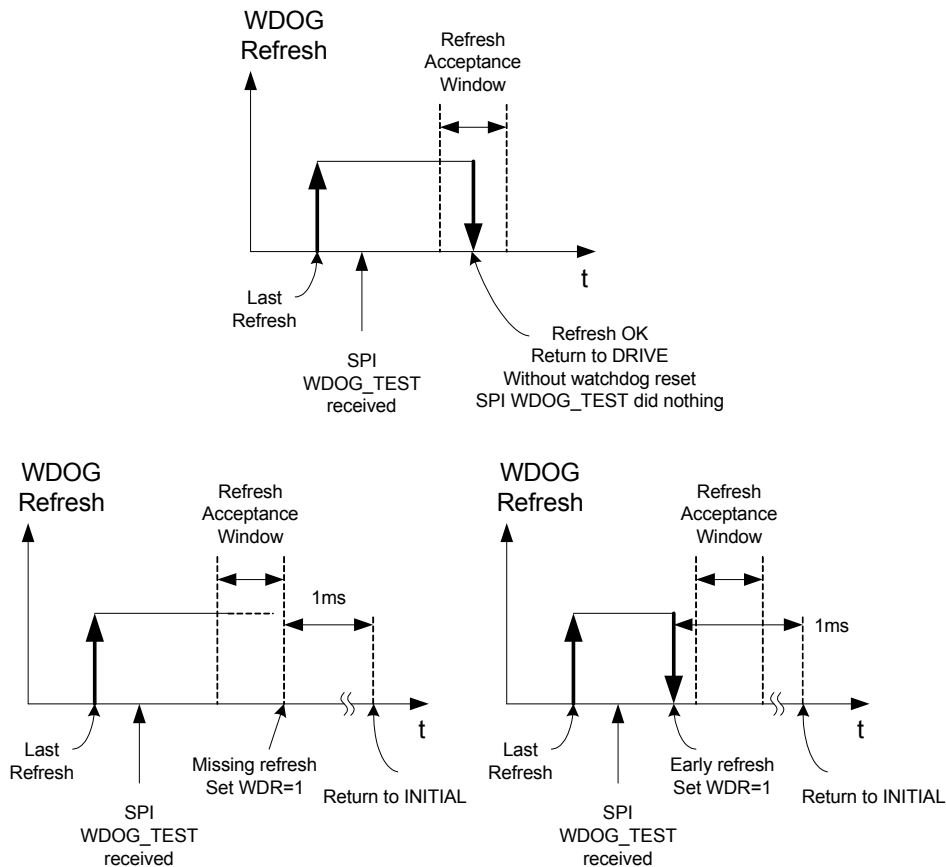 WDOG
Refresh
Refresh
Acceptance
Window
t
Last
Refresh
SPI
WDOG_TEST
received
Refresh OK
Return to DRIVE
Without watchdog reset
SPI WDOG_TEST did nothing
WDOG
Refresh
Refresh
Acceptance
Window
1ms
t
Last
Refresh
SPI
WDOG_TEST
received
Missing refresh
Set WDR=1
Return to INITIAL
WDOG
Refresh
Refresh
Acceptance
Window
1ms
t
Last
Refresh
SPI
WDOG_TEST
received
Early refresh
Set WDR=1
Return to INITIAL